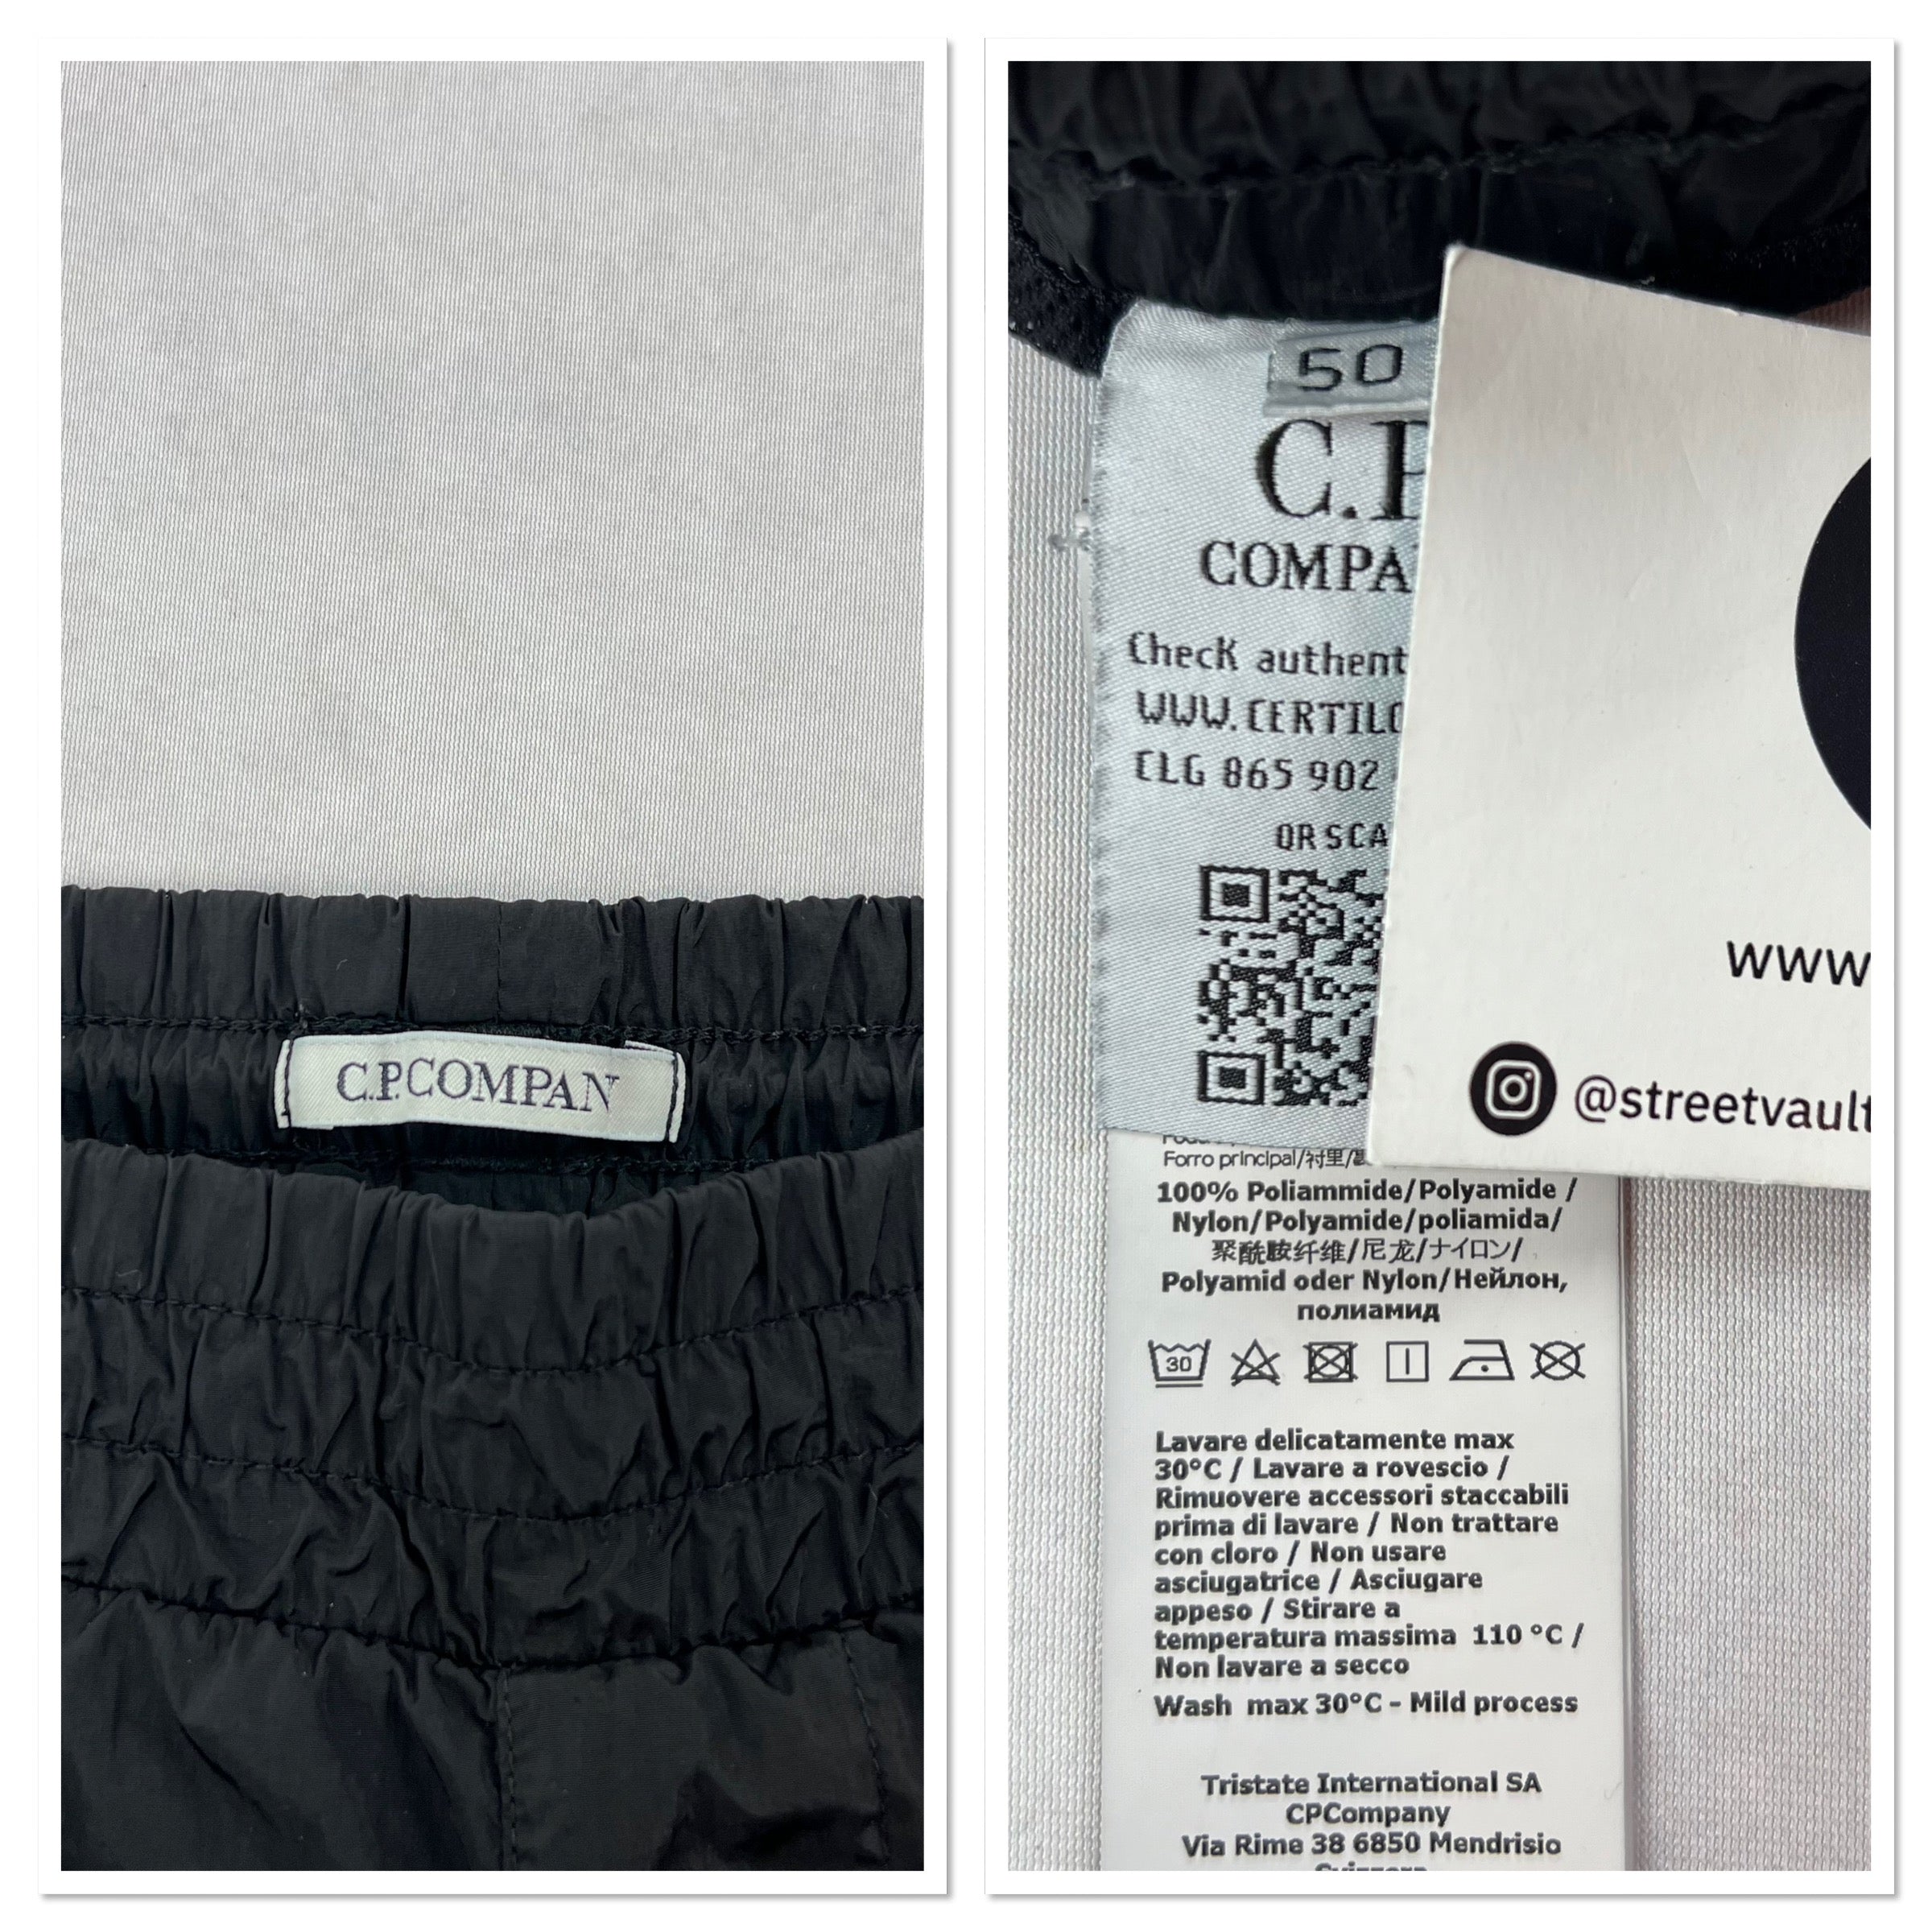 C.P.COMPAN
50
C.P
COMPA
Check authent
WWW.CERTILO
CLG 865 902
QR SCA
www
@streetvault
Forro principal/衬里/
100% Poliammide/Polyamide /
Nylon/Polyamide/poliamida/
聚酰胺纤维/尼龙/ナイロン/
Polyamid oder Nylon/Нейлон,
полиамид
30
Lavare delicatamente max
30°C / Lavare a rovescio /
Rimuovere accessori staccabili
prima di lavare / Non trattare
con cloro / Non usare
asciugatrice / Asciugare
appeso / Stirare a
temperatura massima 110 °C /
Non lavare a secco
Wash max 30°C - Mild process
Tristate International SA
CPCompany
Via Rime 38 6850 Mendrisio